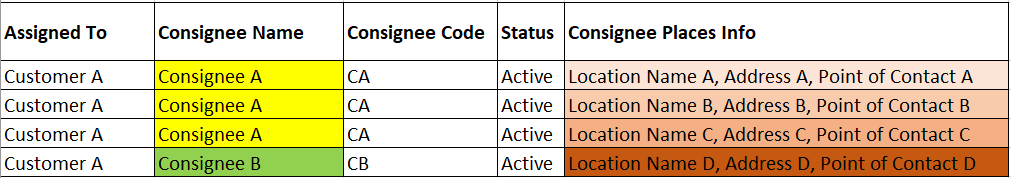 Assigned To Consignee Name Consignee Code Status Consignee Places Info
Customer A Consignee A CA Active Location Name A, Address A, Point of Contact A
Customer A Consignee A CA Active Location Name B, Address B, Point of Contact B
Customer A Consignee A CA Active Location Name C, Address C, Point of Contact C
Customer A Consignee B CB Active Location Name D, Address D, Point of Contact D